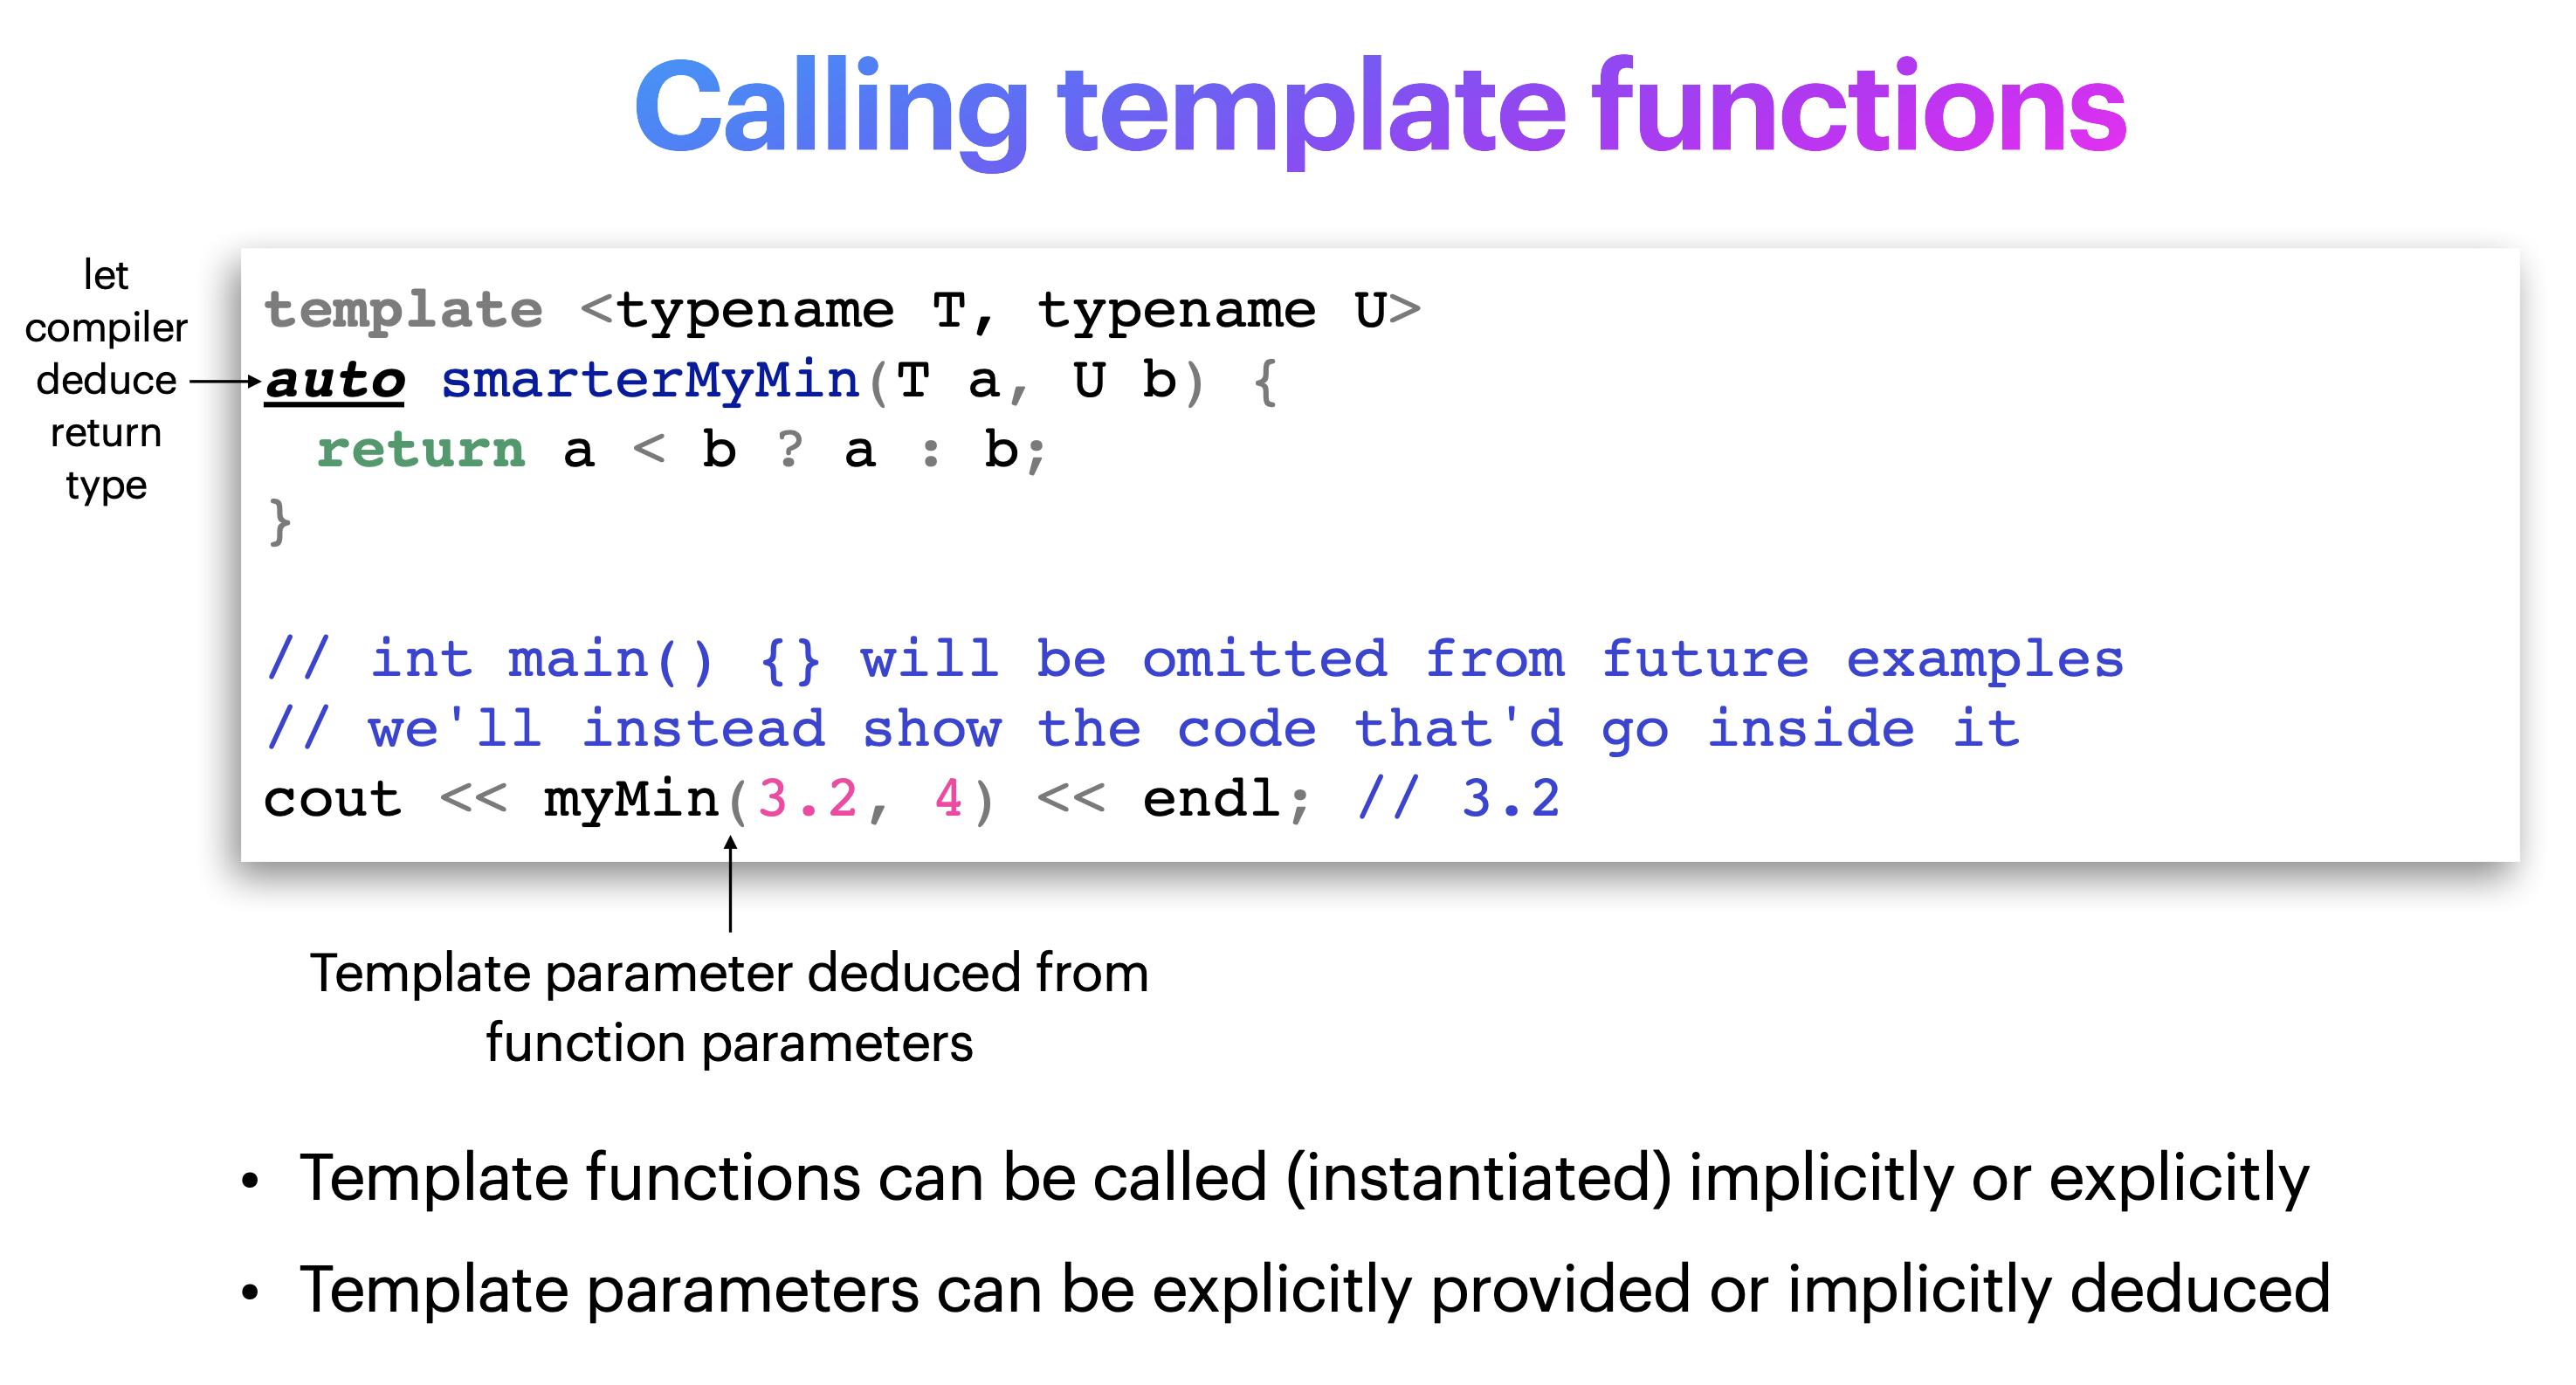 Calling template functions
let
compiler
deduce
return
type
template <typename T, typename U>
auto smarterMyMin(T a, U b) {
  return a < b ? a : b;
}
// int main() {} will be omitted from future examples
// we'll instead show the code that'd go inside it
cout << myMin(3.2, 4) << endl; // 3.2
Template parameter deduced from
function parameters
• Template functions can be called (instantiated) implicitly or explicitly
• Template parameters can be explicitly provided or implicitly deduced